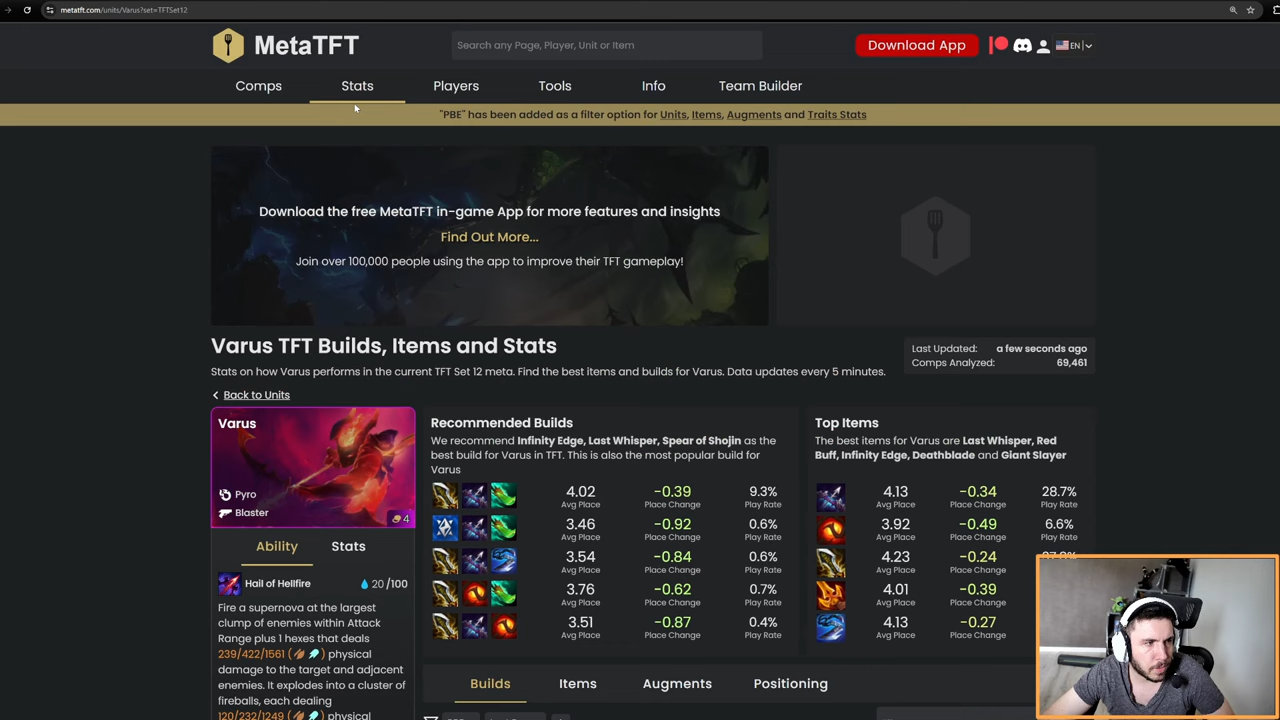 metatft.com/units/Varus?set=TFTSet12
MetaTFT
Search any Page, Player, Unit or Item
Download App
EN
Comps
Stats
Players
Tools
Info
Team Builder
"PBE" has been added as a filter option for Units, Items, Augments and Traits Stats
Download the free MetaTFT in-game App for more features and insights
Find Out More...
Join over 100,000 people using the app to improve their TFT gameplay!
Varus TFT Builds, Items and Stats
Stats on how Varus performs in the current TFT Set 12 meta. Find the best items and builds for Varus. Data updates every 5 minutes.
Last Updated: a few seconds ago
Comps Analyzed: 69,461
Back to Units
Varus
Pyro
Blaster
4
Ability
Stats
Hail of Hellfire
20/100
Fire a supernova at the largest
clump of enemies within Attack
Range plus 1 hexes that deals
239/422/1561 ( ) physical
damage to the target and adjacent
enemies. It explodes into a cluster of
fireballs, each dealing
120/232/1249 ( ) physical
Recommended Builds
We recommend Infinity Edge, Last Whisper, Spear of Shojin as the
best build for Varus in TFT. This is also the most popular build for
Varus
4.02 -0.39 9.3%
Avg Place Place Change Play Rate
3.46 -0.92 0.6%
Avg Place Place Change Play Rate
3.54 -0.84 0.6%
Avg Place Place Change Play Rate
3.76 -0.62 0.7%
Avg Place Place Change Play Rate
3.51 -0.87 0.4%
Avg Place Place Change Play Rate
Top Items
The best items for Varus are Last Whisper, Red
Buff, Infinity Edge, Deathblade and Giant Slayer
4.13 -0.34 28.7%
Avg Place Place Change Play Rate
3.92 -0.49 6.6%
Avg Place Place Change Play Rate
4.23 -0.24
Avg Place Place Change
4.01 -0.39
Avg Place Place Change
4.13 -0.27
Avg Place Place Change
Builds
Items
Augments
Positioning